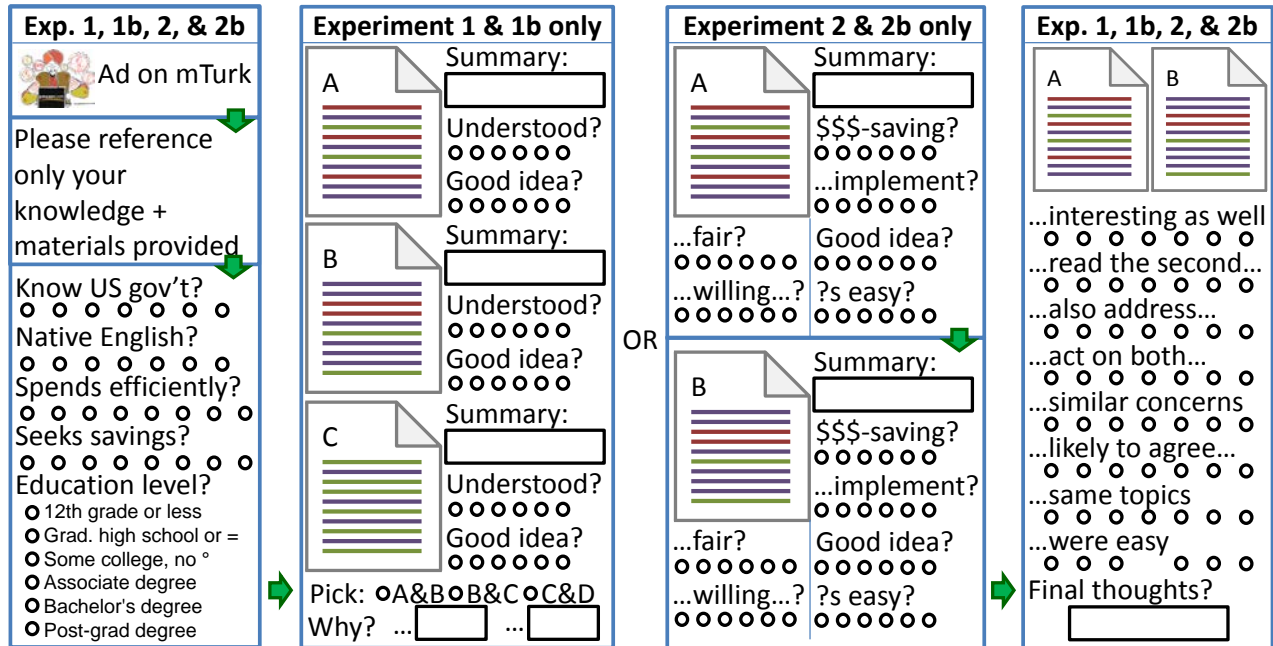 Exp. 1, 1b, 2, & 2b
Ad on mTurk
Please reference
only your
knowledge +
materials provided
Know US gov't?
Native English?
Spends efficiently?
Seeks savings?
Education level?
12th grade or less
Grad. high school or =
Some college, no °
Associate degree
Bachelor's degree
Post-grad degree
Experiment 1 & 1b only
A
Summary:
Understood?
Good idea?
B
Summary:
Understood?
Good idea?
C
Summary:
Understood?
Good idea?
Pick: A&B B&C C&D
Why? ... ...
OR
Experiment 2 & 2b only
A
Summary:
$$$-saving?
...implement?
...fair? Good idea?
...willing...? ?s easy?
B
Summary:
$$$-saving?
...implement?
...fair? Good idea?
...willing...? ?s easy?
Exp. 1, 1b, 2, & 2b
A B
...interesting as well
...read the second...
...also address...
...act on both...
...similar concerns
...likely to agree...
...same topics
...were easy
Final thoughts?